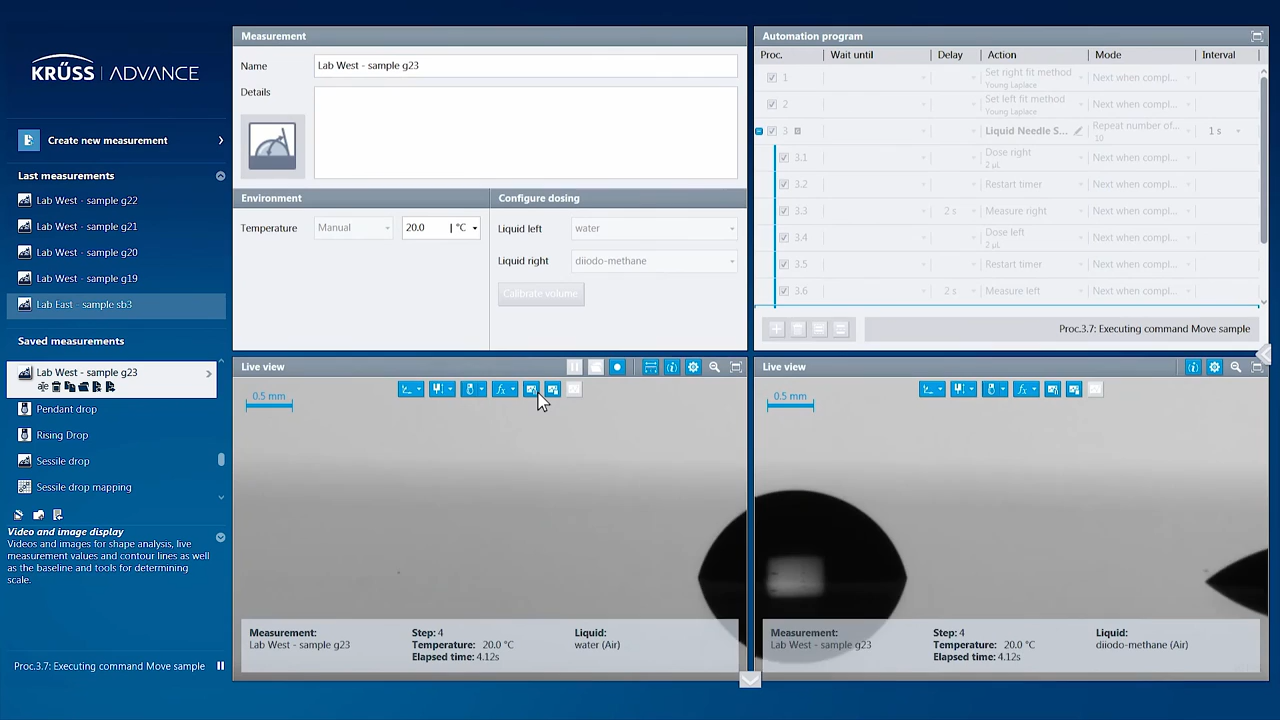 KRÜSS | ADVANCE
Create new measurement
Last measurements
Lab West - sample g22
Lab West - sample g21
Lab West - sample g20
Lab West - sample g19
Lab East - sample sb3
Saved measurements
Lab West - sample g23
Pendant drop
Rising Drop
Sessile drop
Sessile drop mapping
Video and image display
Videos and images for shape analysis, live
measurement values and contour lines as well
as the baseline and tools for determining
scale.
Proc.3.7: Executing command Move sample
Measurement
Name
Lab West - sample g23
Details
Environment
Temperature
Manual
20.0
°C
Configure dosing
Liquid left
water
Liquid right
diiodo-methane
Calibrate volume
Automation program
Proc. Wait until Delay Action Mode Interval
1 Set right fit method Next when compl...
Young Laplace
2 Set left fit method Next when compl...
Young Laplace
3 Liquid Needle S... Repeat number of... 1 s
10
3.1 Dose right Next when compl...
2 µL
3.2 Restart timer Next when compl...
3.3 2 s Measure right Next when compl...
3.4 Dose left Next when compl...
2 µL
3.5 Restart timer Next when compl...
3.6 2 s Measure left Next when compl...
Proc.3.7: Executing command Move sample
Live view
0.5 mm
Measurement: Step: 4 Liquid:
Lab West - sample g23 Temperature: 20.0 °C water (Air)
Elapsed time: 4.12s
Live view
0.5 mm
Measurement: Step: 4 Liquid:
Lab West - sample g23 Temperature: 20.0 °C diiodo-methane (Air)
Elapsed time: 4.12s